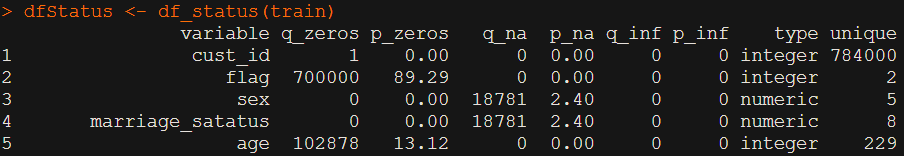 > dfStatus <- df_status(train)
variable q_zeros p_zeros q_na p_na q_inf p_inf type unique
1 cust_id 1 0.00 0 0.00 0 0 integer 784000
2 flag 700000 89.29 0 0.00 0 0 integer 2
3 sex 0 0.00 18781 2.40 0 0 numeric 5
4 marriage_satatus 0 0.00 18781 2.40 0 0 numeric 8
5 age 102878 13.12 0 0.00 0 0 integer 229